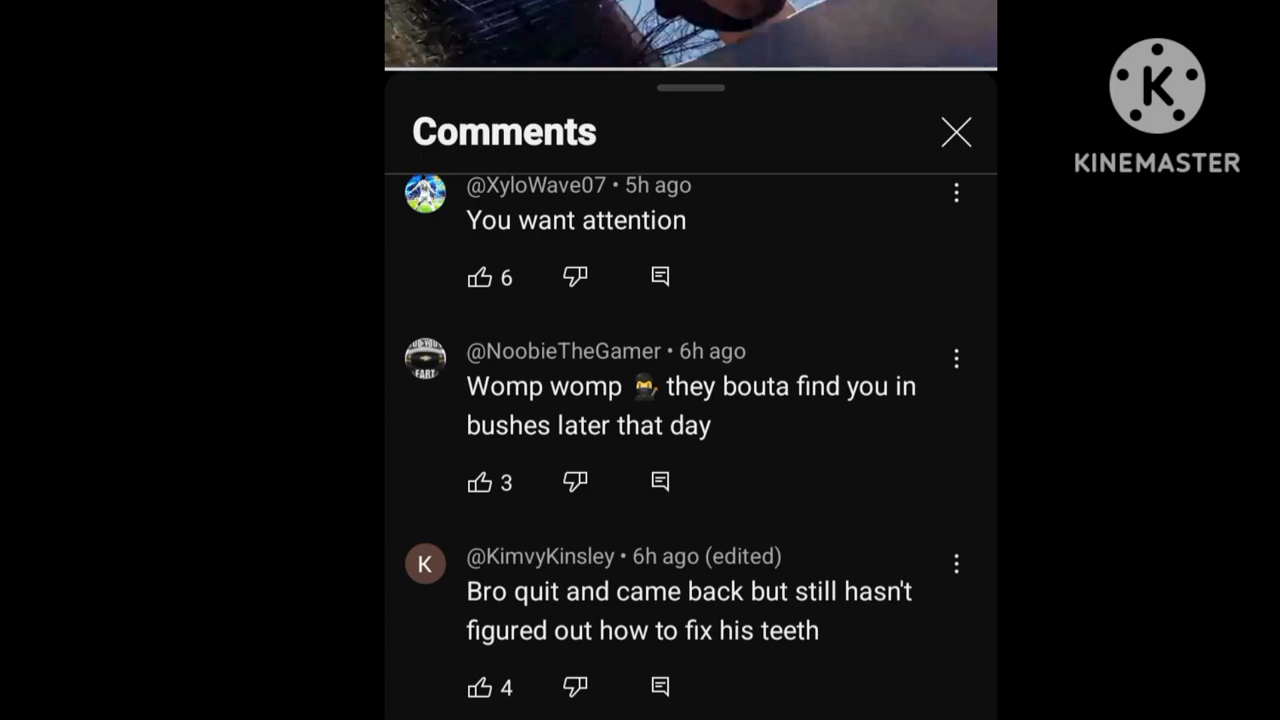 Comments
@XyloWave07 • 5h ago
You want attention
6
@NoobieTheGamer • 6h ago
Womp womp 🥷 they bouta find you in
bushes later that day
3
K
@KimvyKinsley • 6h ago (edited)
Bro quit and came back but still hasn't
figured out how to fix his teeth
4
K
KINEMASTER
FART